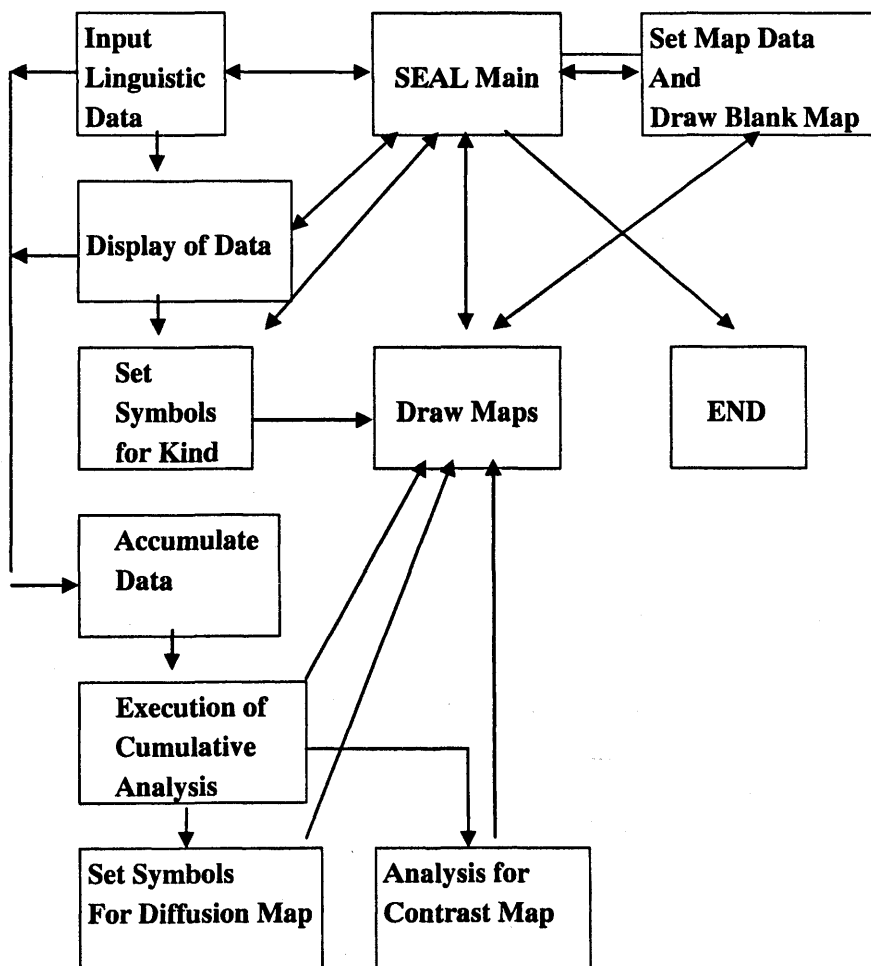 Input
Linguistic
Data
SEAL Main
Set Map Data
And
Draw Blank Map
Display of Data
Set
Symbols
for Kind
Draw Maps
END
Accumulate
Data
Execution of
Cumulative
Analysis
Set Symbols
For Diffusion Map
Analysis for
Contrast Map